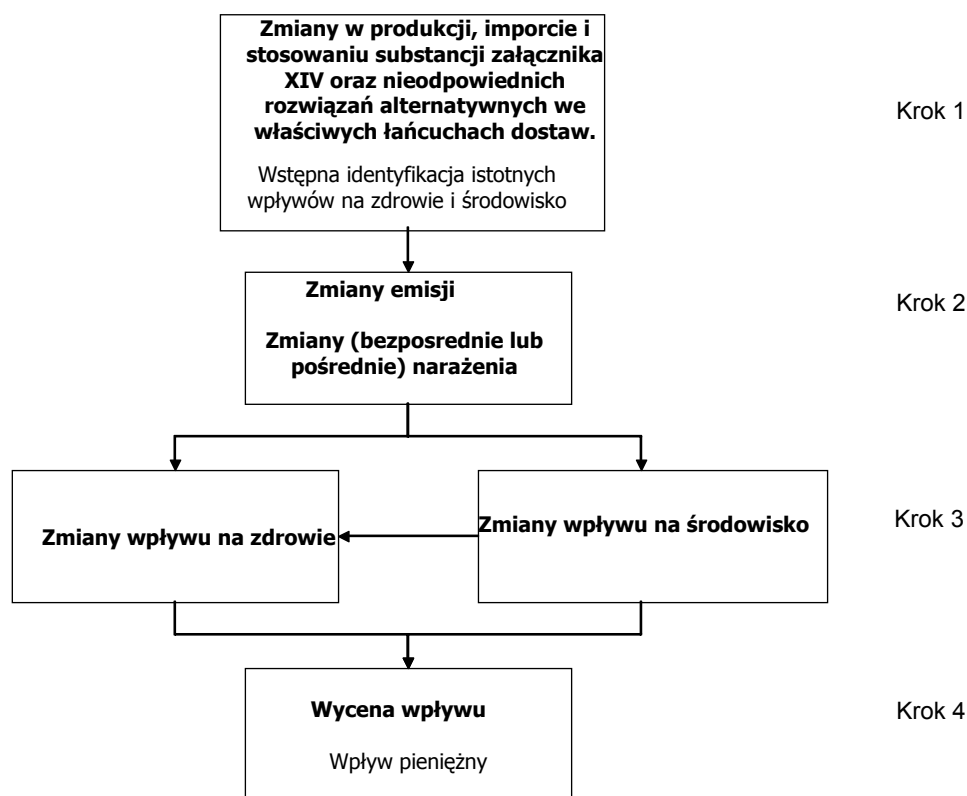 Zmiany w produkcji, imporcie i
stosowaniu substancji załącznika
XIV oraz nieodpowiednich
rozwiązań alternatywnych we
właściwych łańcuchach dostaw.
Wstępna identyfikacja istotnych
wpływów na zdrowie i środowisko
Krok 1
Zmiany emisji
Zmiany (bezposrednie lub
pośrednie) narażenia
Krok 2
Zmiany wpływu na zdrowie
Zmiany wpływu na środowisko
Krok 3
Wycena wpływu
Wpływ pieniężny
Krok 4